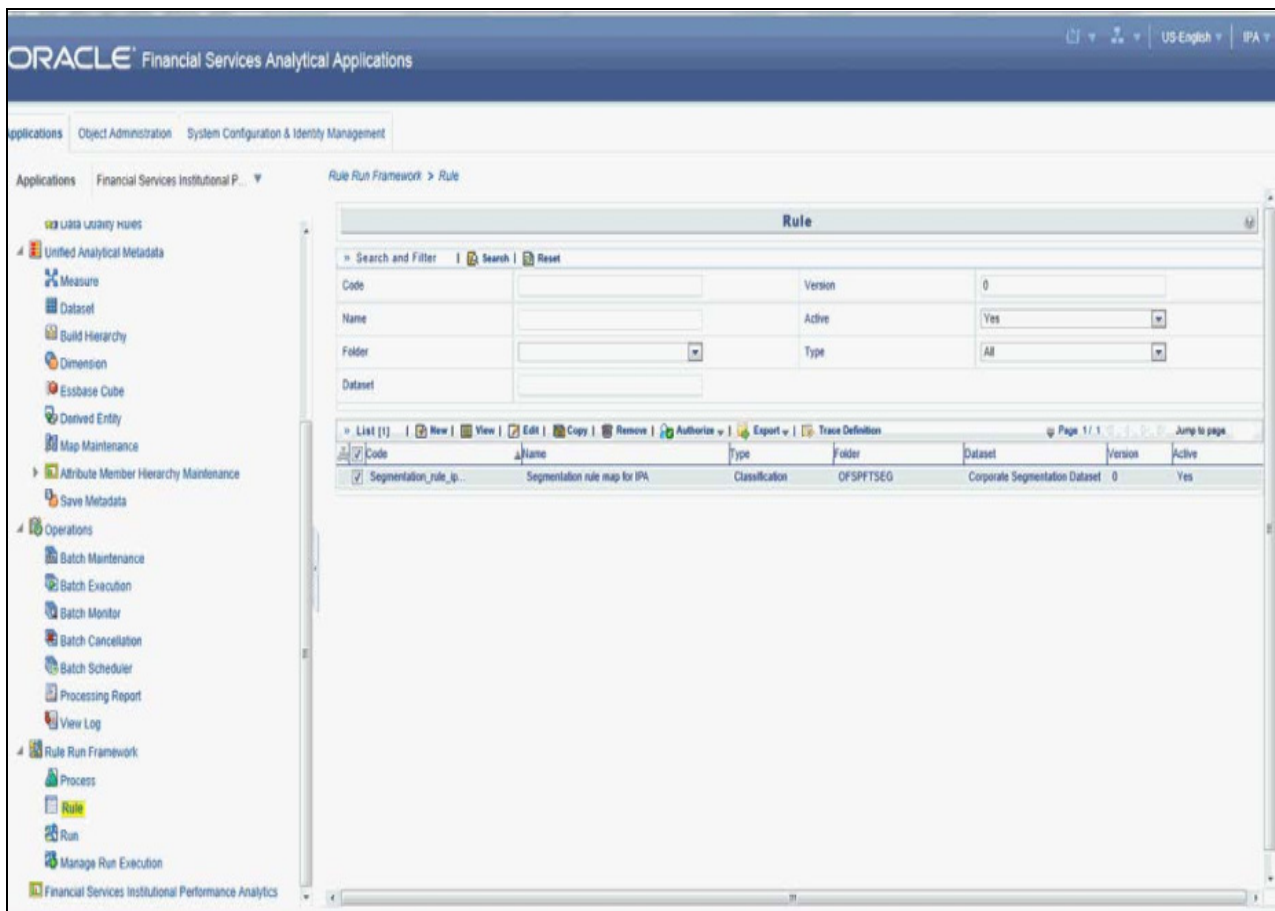 US-English IPA
ORACLE Financial Services Analytical Applications
Applications Object Administration System Configuration & Identity Management
Applications Financial Services Institutional P... Rule Run Framework > Rule
Data Quality Rules
Unified Analytical Metadata
Measure
Dataset
Build Hierarchy
Dimension
Essbase Cube
Derived Entity
Map Maintenance
Attribute Member Hierarchy Maintenance
Save Metadata
Operations
Batch Maintenance
Batch Execution
Batch Monitor
Batch Cancellation
Batch Scheduler
Processing Report
View Log
Rule Run Framework
Process
Rule
Run
Manage Run Execution
Financial Services Institutional Performance Analytics
Rule
» Search and Filter | Search | Reset
Code Version 0
Name Active Yes
Folder Type All
Dataset
» List [1] | New | View | Edit | Copy | Remove | Authorize | Export | Trace Definition Page 1/ 1 Jump to page
Code Name Type Folder Dataset Version Active
Segmentation_rule_ip... Segmentation rule map for IPA Classification OFSPFTSEG Corporate Segmentation Dataset 0 Yes